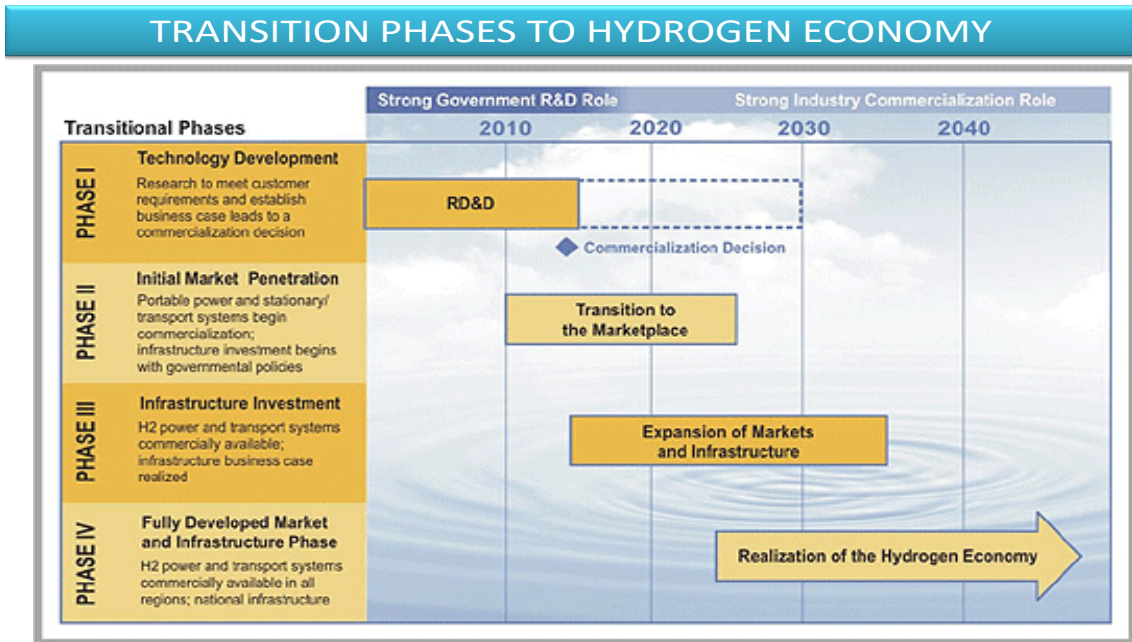 TRANSITION PHASES TO HYDROGEN ECONOMY
Strong Government R&D Role
Strong Industry Commercialization Role
Transitional Phases
2010
2020
2030
2040
PHASE I
Technology Development
Research to meet customer
requirements and establish
business case leads to a
commercialization decision
RD&D
Commercialization Decision
PHASE II
Initial Market Penetration
Portable power and stationary/
transport systems begin
commercialization;
infrastructure investment begins
with governmental policies
Transition to
the Marketplace
PHASE III
Infrastructure Investment
H2 power and transport systems
commercially available;
infrastructure business case
realized
Expansion of Markets
and Infrastructure
PHASE IV
Fully Developed Market
and Infrastructure Phase
H2 power and transport systems
commercially available in all
regions; national infrastructure
Realization of the Hydrogen Economy